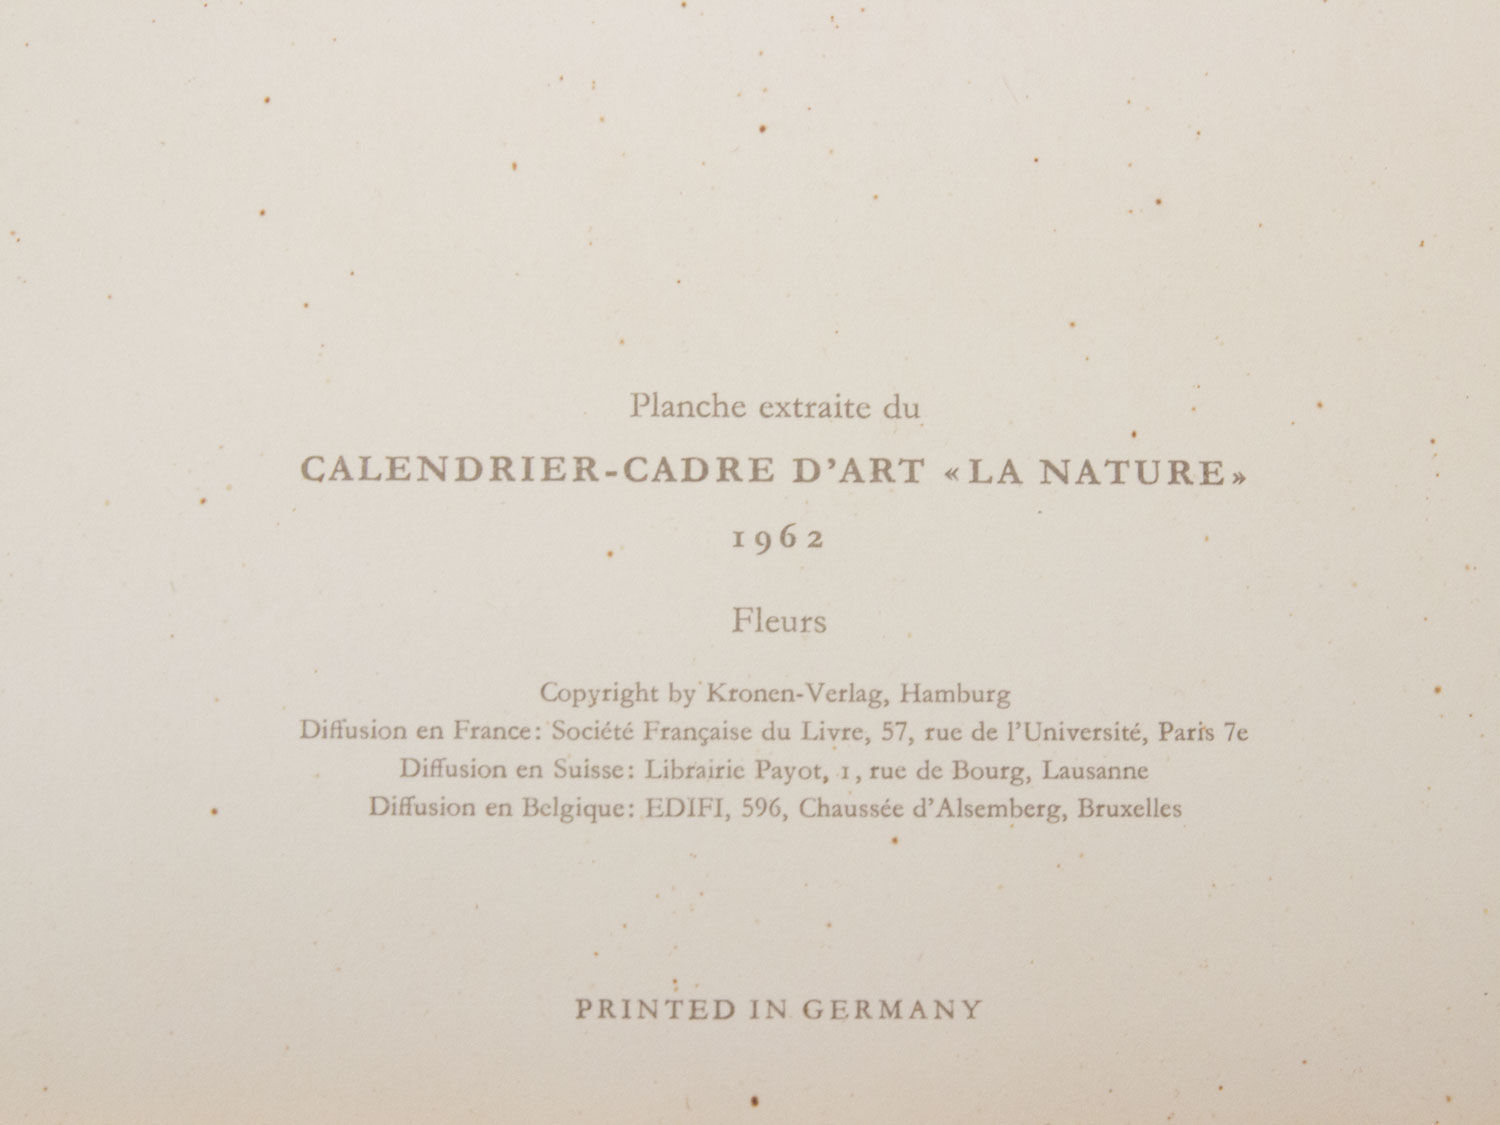 Planche extraite du
CALENDRIER-CADRE D’ART «LA NATURE»
1962
Fleurs
Copyright by Kronen-Verlag, Hamburg
Diffusion en France: Société Française du Livre, 57, rue de l’Université, Paris 7e
Diffusion en Suisse: Librairie Payot, 1, rue de Bourg, Lausanne
Diffusion en Belgique: EDIFI, 596, Chaussée d’Alsemberg, Bruxelles
PRINTED IN GERMANY